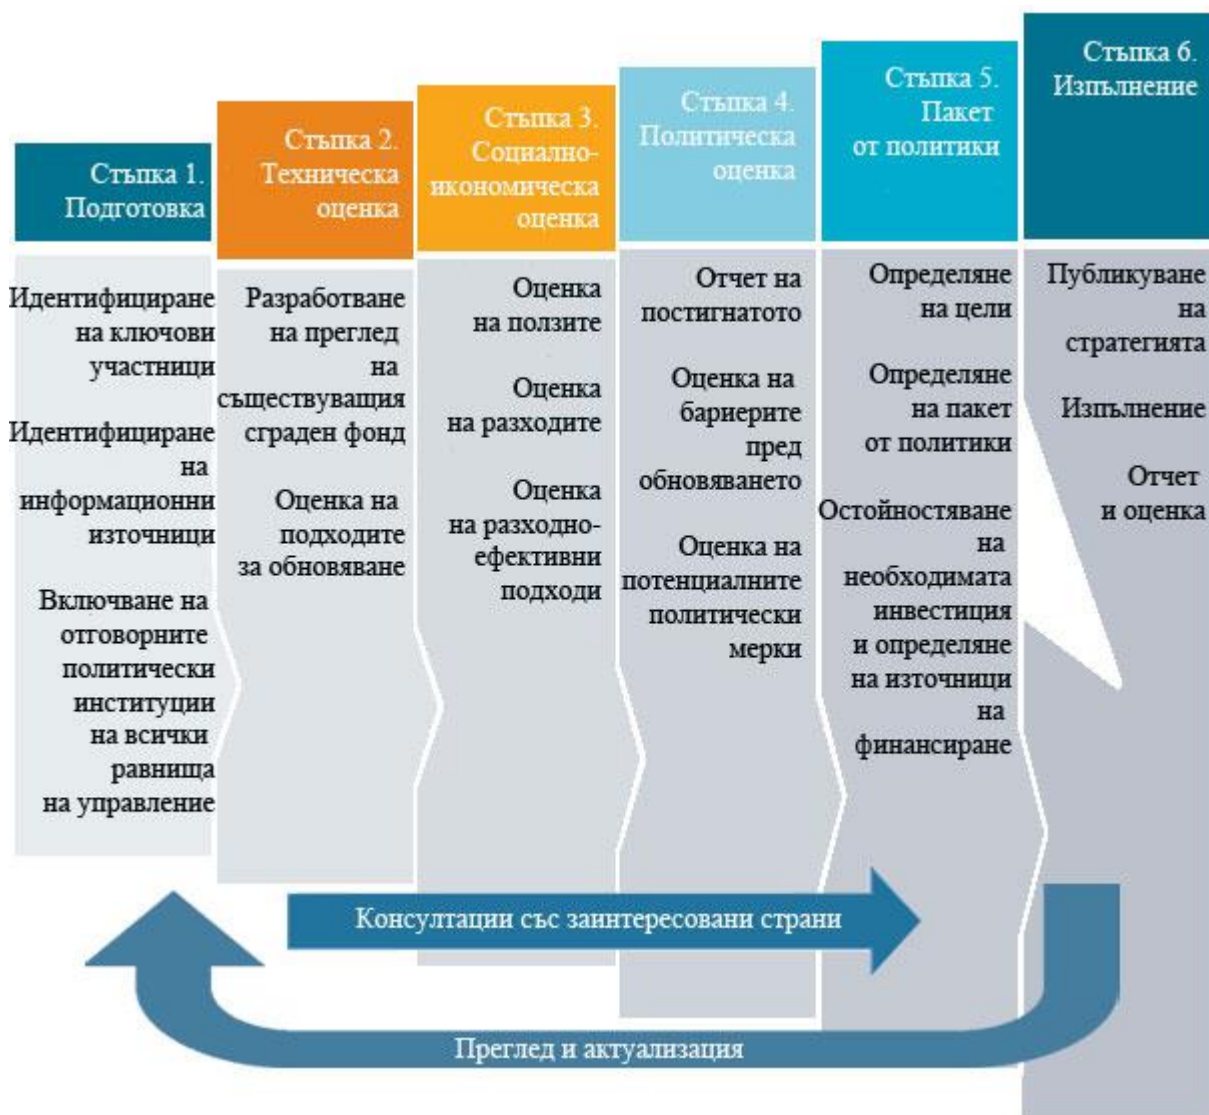 Стъпка 1.
Подготовка
Идентифициране
на ключови
участници
Идентифициране
на
информационни
източници
Включване на
отговорните
политически
институции
на всички
равнища
на управление
Стъпка 2.
Техническа
оценка
Разработване
на преглед
на
съществуващия
сграден фонд
Оценка на
подходите
за обновяване
Стъпка 3.
Социално-
икономическа
оценка
Оценка
на ползите
Оценка
на разходите
Оценка
на разходно-
ефективни
подходи
Стъпка 4.
Политическа
оценка
Отчет на
постигнатото
Оценка на
бариерите
пред
обновяването
Оценка на
потенциалните
политически
мерки
Стъпка 5.
Пакет
от политики
Определяне
на цели
Определяне
на пакет
от политики
Остойностяване
на
необходимата
инвестиция
и определяне
на източници
на
финансиране
Стъпка 6.
Изпълнение
Публикуване
на
стратегията
Изпълнение
Отчет
и оценка
Консултации със заинтересовани страни
Преглед и актуализация